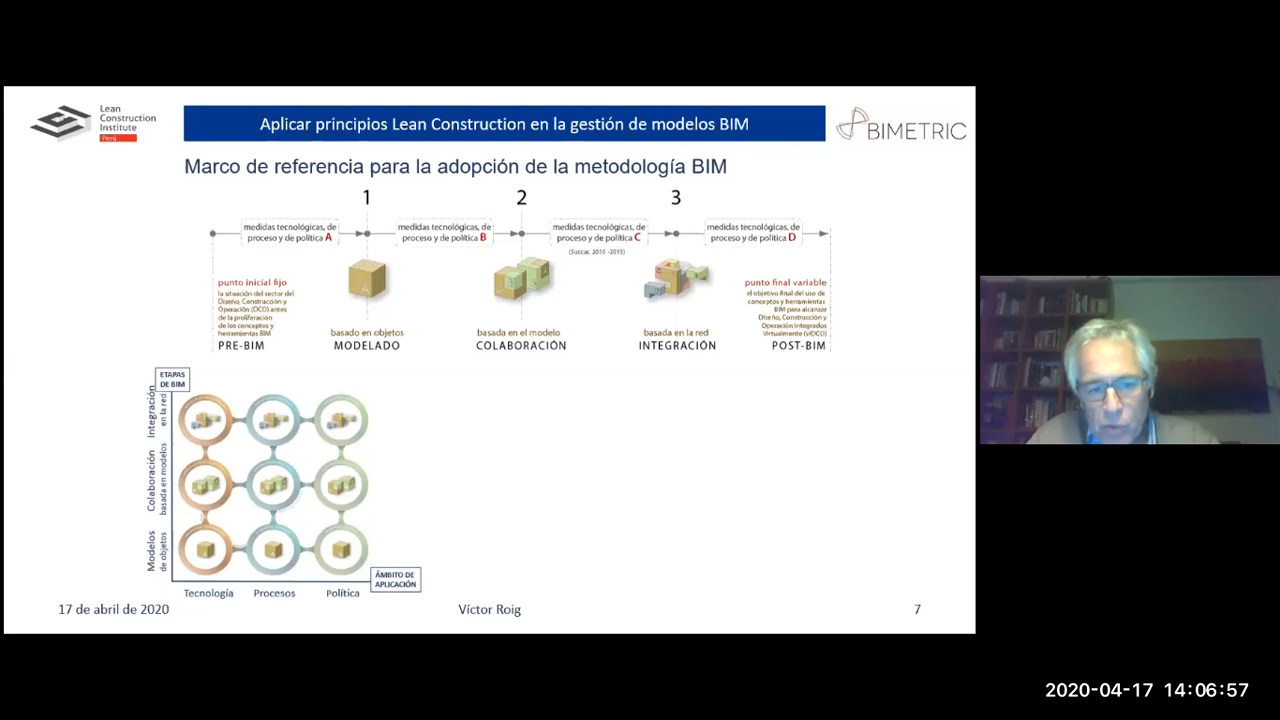 Lean
Construction
Institute
Perú
Aplicar principios Lean Construction en la gestión de modelos BIM
BIMETRIC
Marco de referencia para la adopción de la metodología BIM
1
2
3
medidas tecnológicas, de
proceso y de política A
medidas tecnológicas, de
proceso y de política B
medidas tecnológicas, de
proceso y de política C
medidas tecnológicas, de
proceso y de política D
(Succar, 2010 -2015)
punto inicial fijo
la situación del sector del
Diseño, Construcción y
Operación (DCO) antes
de la proliferación
de los conceptos y
herramientas BIM
PRE-BIM
basado en objetos
MODELADO
basada en el modelo
COLABORACIÓN
basada en la red
INTEGRACIÓN
punto final variable
el objetivo final del uso de
conceptos y herramientas
BIM para alcanzar
Diseño, Construcción y
Operación Integrados
Virtualmente (viDCO)
POST-BIM
ETAPAS
DE BIM
Integración
en la red
Colaboración
basada en modelos
Modelos
de objetos
ÁMBITO DE
APLICACIÓN
Tecnología
Procesos
Política
17 de abril de 2020
Víctor Roig
7
2020-04-17 14:06:57